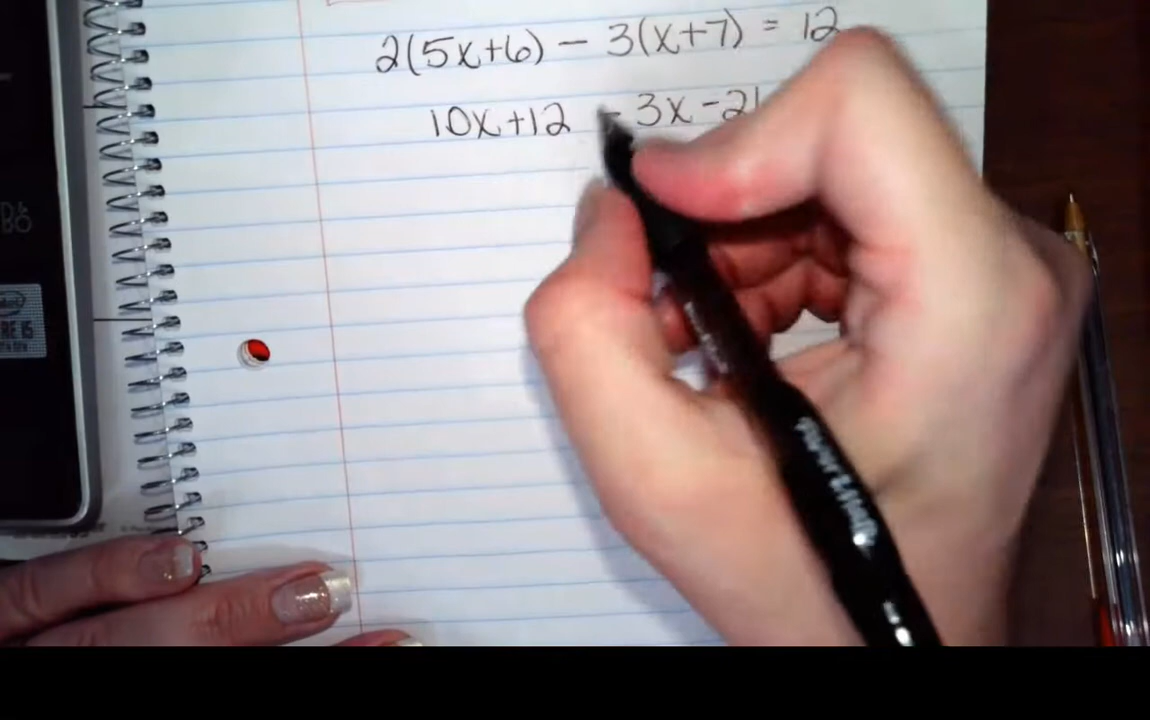 2(5x+6) - 3(x+7) = 12
10x+12 - 3x-21